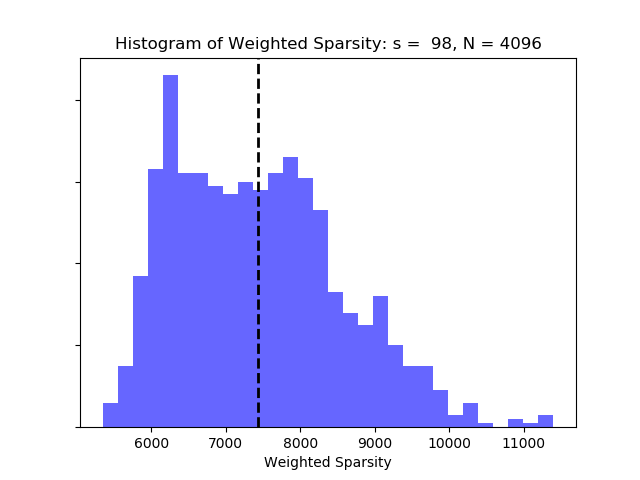 Histogram of Weighted Sparsity: s =  98, N = 4096
6000 7000 8000 9000 10000 11000
Weighted Sparsity